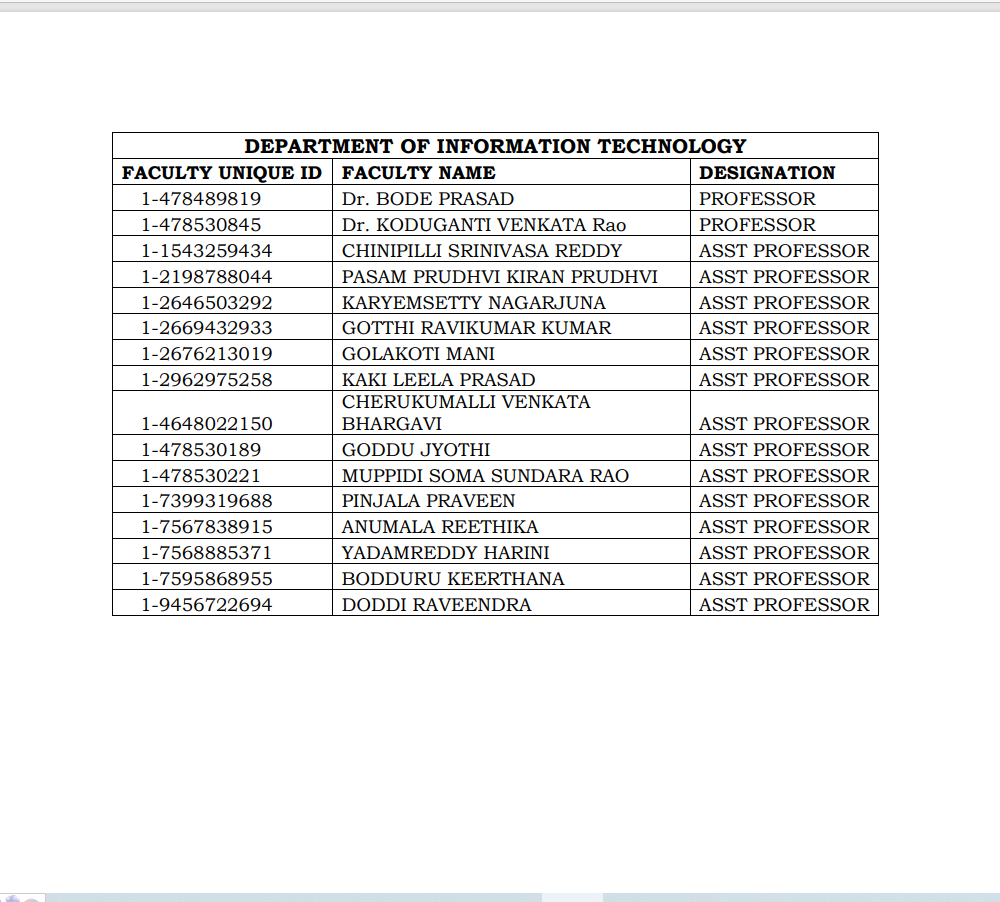 DEPARTMENT OF INFORMATION TECHNOLOGY
FACULTY UNIQUE ID FACULTY NAME DESIGNATION
1-478489819 Dr. BODE PRASAD PROFESSOR
1-478530845 Dr. KODUGANTI VENKATA Rao PROFESSOR
1-1543259434 CHINIPILLI SRINIVASA REDDY ASST PROFESSOR
1-2198788044 PASAM PRUDHVI KIRAN PRUDHVI ASST PROFESSOR
1-2646503292 KARYEMSETTY NAGARJUNA ASST PROFESSOR
1-2669432933 GOTTHI RAVIKUMAR KUMAR ASST PROFESSOR
1-2676213019 GOLAKOTI MANI ASST PROFESSOR
1-2962975258 KAKI LEELA PRASAD ASST PROFESSOR
CHERUKUMALLI VENKATA
1-4648022150 BHARGAVI ASST PROFESSOR
1-478530189 GODDU JYOTHI ASST PROFESSOR
1-478530221 MUPPIDI SOMA SUNDARA RAO ASST PROFESSOR
1-7399319688 PINJALA PRAVEEN ASST PROFESSOR
1-7567838915 ANUMALA REETHIKA ASST PROFESSOR
1-7568885371 YADAMREDDY HARINI ASST PROFESSOR
1-7595868955 BODDURU KEERTHANA ASST PROFESSOR
1-9456722694 DODDI RAVEENDRA ASST PROFESSOR